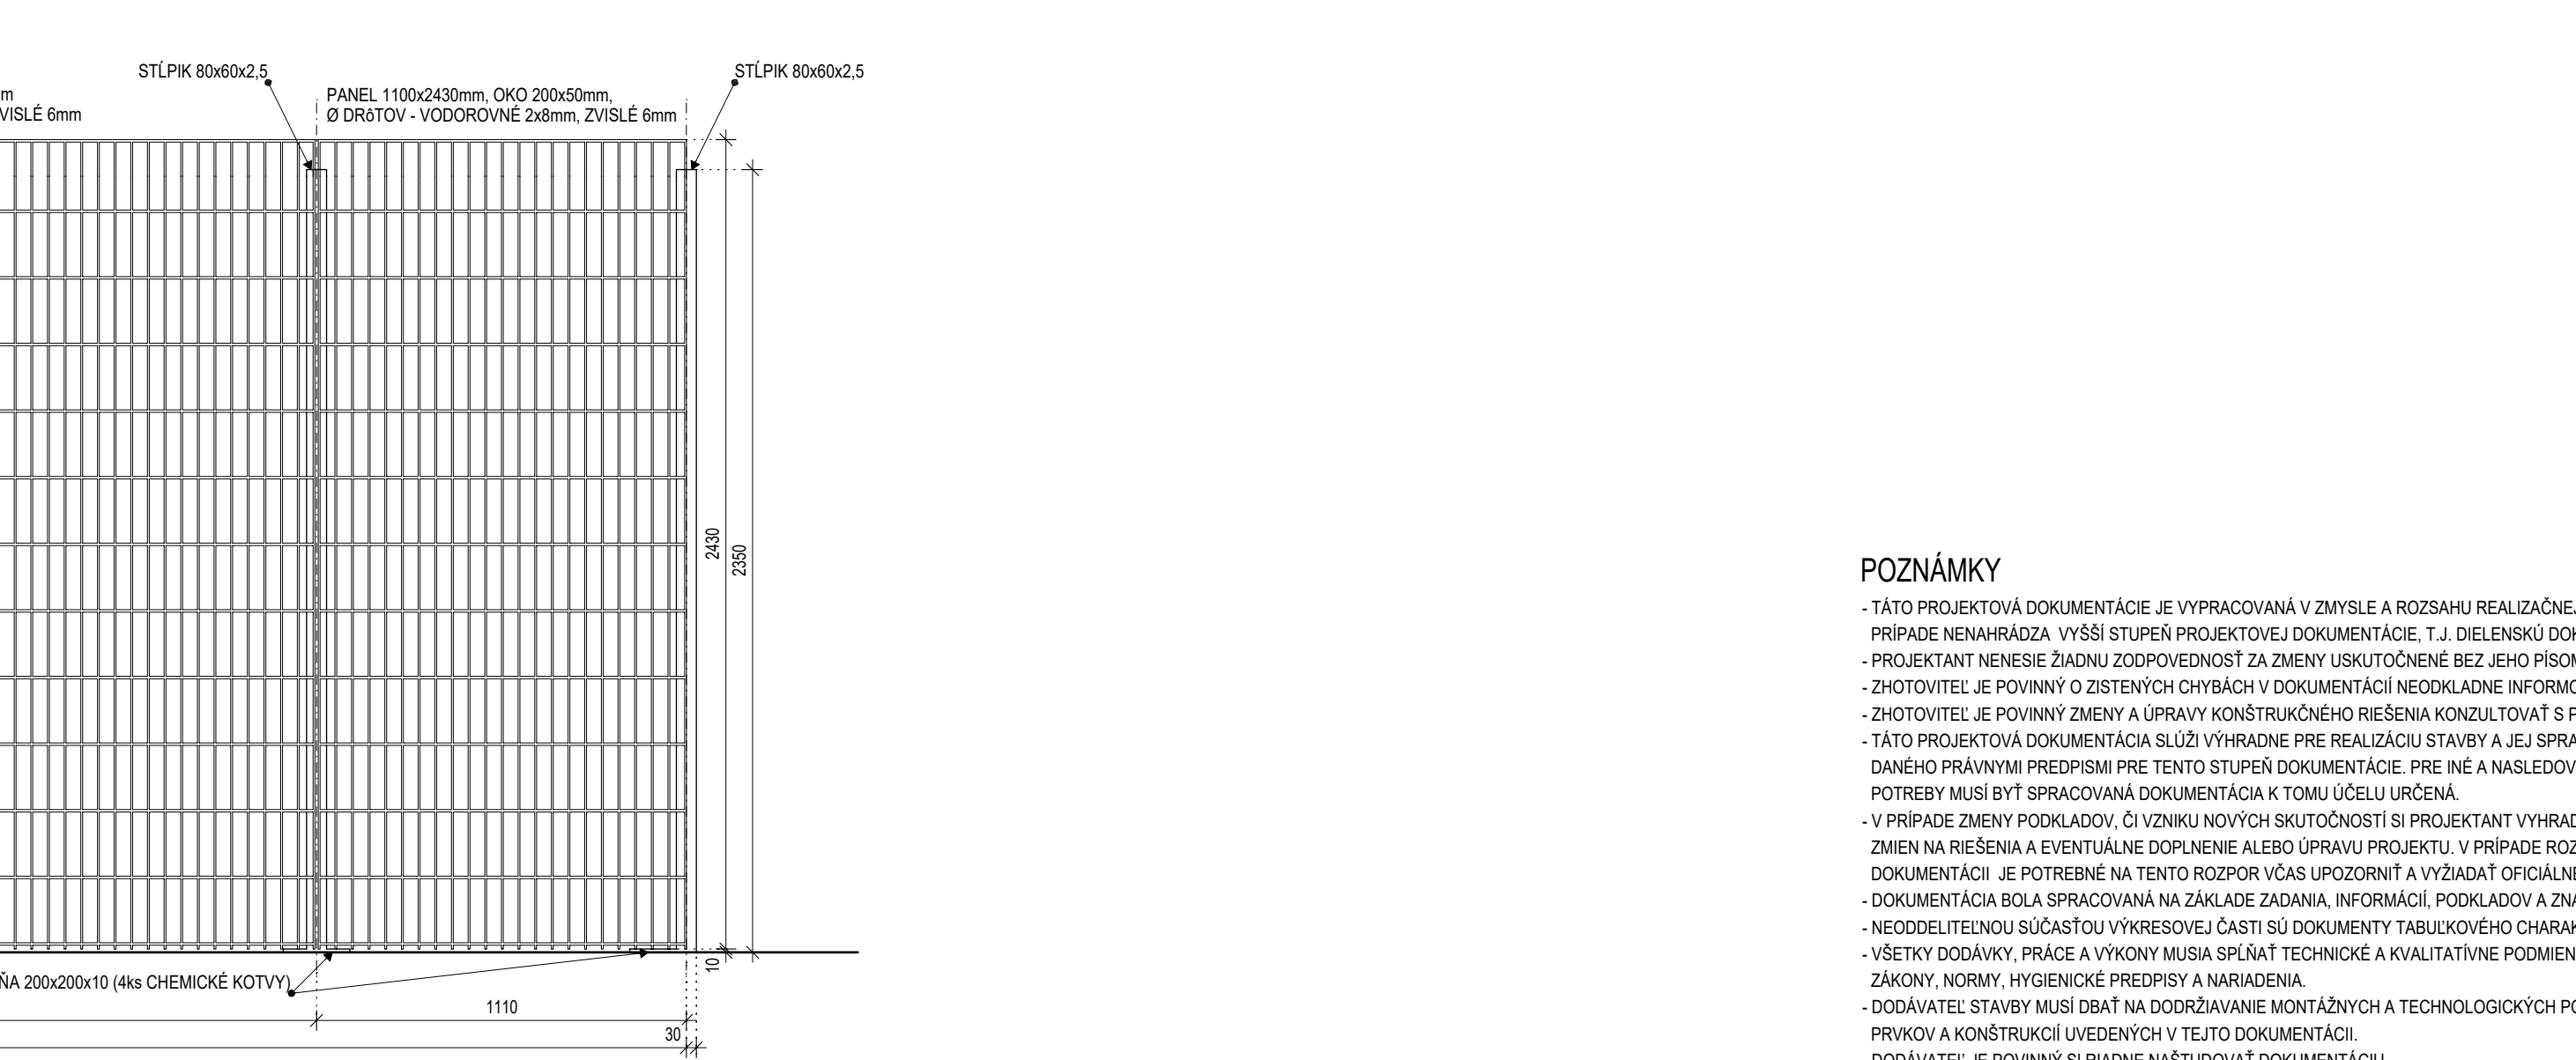 STĹPIK 80x60x2,5
STĹPIK 80x60x2,5
m
VISLÉ 6mm
PANEL 1100x2430mm, OKO 200x50mm,
Ø DRôTOV - VODOROVNÉ 2x8mm, ZVISLÉ 6mm
2430
2350
10
ŇA 200x200x10 (4ks CHEMICKÉ KOTVY)
1110
30
POZNÁMKY
- TÁTO PROJEKTOVÁ DOKUMENTÁCIE JE VYPRACOVANÁ V ZMYSLE A ROZSAHU REALIZAČNEJ
PRÍPADE NENAHRÁDZA VYŠŠÍ STUPEŇ PROJEKTOVEJ DOKUMENTÁCIE, T.J. DIELENSKÚ DOK
- PROJEKTANT NENESIE ŽIADNU ZODPOVEDNOSŤ ZA ZMENY USKUTOČNENÉ BEZ JEHO PÍSOM
- ZHOTOVITEĽ JE POVINNÝ O ZISTENÝCH CHYBÁCH V DOKUMENTÁCIÍ NEODKLADNE INFORMO
- ZHOTOVITEĽ JE POVINNÝ ZMENY A ÚPRAVY KONŠTRUKČNÉHO RIEŠENIA KONZULTOVAŤ S P
- TÁTO PROJEKTOVÁ DOKUMENTÁCIA SLÚŽI VÝHRADNE PRE REALIZÁCIU STAVBY A JEJ SPRA
DANÉHO PRÁVNYMI PREDPISMI PRE TENTO STUPEŇ DOKUMENTÁCIE. PRE INÉ A NASLEDOV
POTREBY MUSÍ BYŤ SPRACOVANÁ DOKUMENTÁCIA K TOMU ÚČELU URČENÁ.
- V PRÍPADE ZMENY PODKLADOV, ČI VZNIKU NOVÝCH SKUTOČNOSTÍ SI PROJEKTANT VYHRAD
ZMIEN NA RIEŠENIA A EVENTUÁLNE DOPLNENIE ALEBO ÚPRAVU PROJEKTU. V PRÍPADE ROZ
DOKUMENTÁCII JE POTREBNÉ NA TENTO ROZPOR VČAS UPOZORNIŤ A VYŽIADAŤ OFICIÁLNE
- DOKUMENTÁCIA BOLA SPRACOVANÁ NA ZÁKLADE ZADANIA, INFORMÁCIÍ, PODKLADOV A ZNA
- NEODDELITEĽNOU SÚČASŤOU VÝKRESOVEJ ČASTI SÚ DOKUMENTY TABUĽKOVÉHO CHARAK
- VŠETKY DODÁVKY, PRÁCE A VÝKONY MUSIA SPĹŇAŤ TECHNICKÉ A KVALITATÍVNE PODMIEN
ZÁKONY, NORMY, HYGIENICKÉ PREDPISY A NARIADENIA.
- DODÁVATEĽ STAVBY MUSÍ DBAŤ NA DODRŽIAVANIE MONTÁŽNYCH A TECHNOLOGICKÝCH PO
PRVKOV A KONŠTRUKCIÍ UVEDENÝCH V TEJTO DOKUMENTÁCII.
- DODÁVATEĽ JE POVINNÝ SI RIADNE NAŠTUDOVAŤ DOKUMENTÁCIU